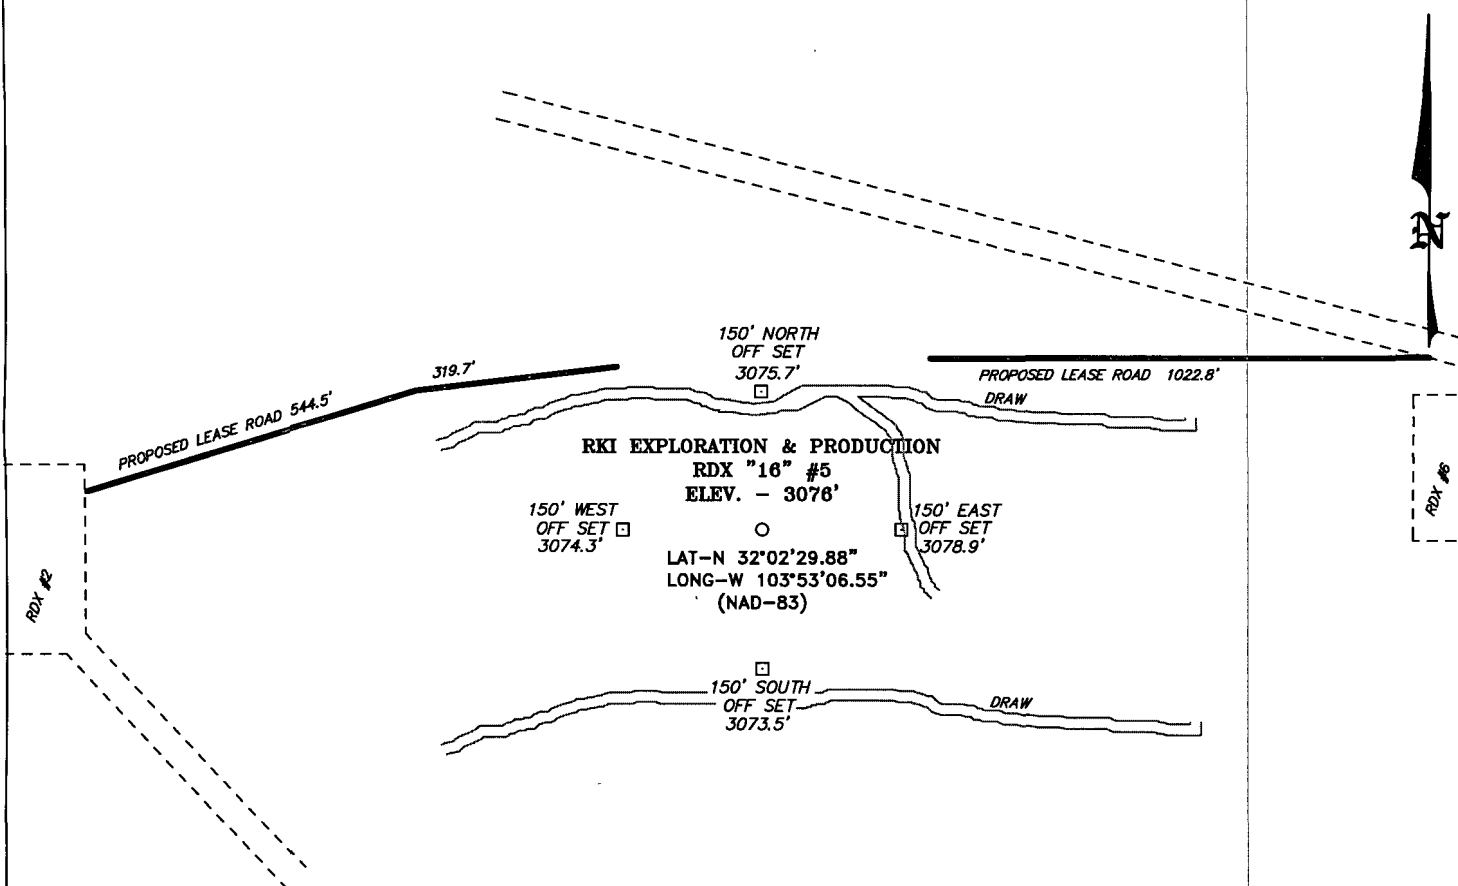 N
150' NORTH
OFF SET
3075.7'
319.7'
PROPOSED LEASE ROAD 1022.8'
DRAW
PROPOSED LEASE ROAD 544.5'
RKI EXPLORATION & PRODUCTION
RDX "16" #5
ELEV. - 3076'
RDX #6
150' WEST
OFF SET
3074.3'
150' EAST
OFF SET
3078.9'
LAT-N 32°02'29.88"
LONG-W 103°53'06.55"
(NAD-83)
RDX #2
150' SOUTH
OFF SET
3073.5'
DRAW